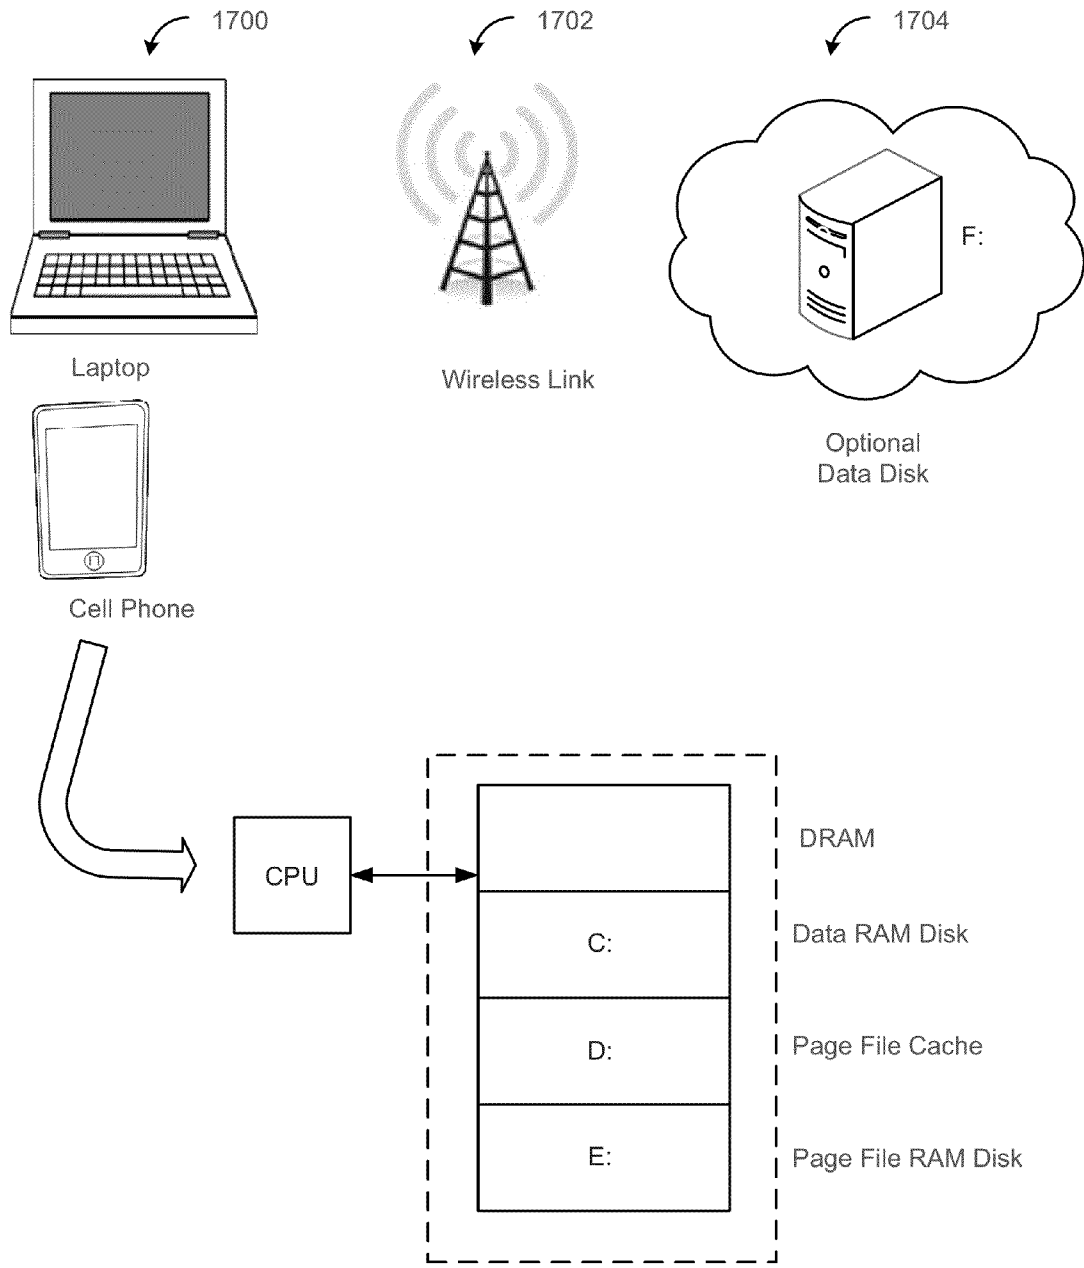 1700
1702
1704
F:
Laptop
Wireless Link
Optional
Data Disk
Cell Phone
DRAM
CPU
C:
Data RAM Disk
D:
Page File Cache
E:
Page File RAM Disk